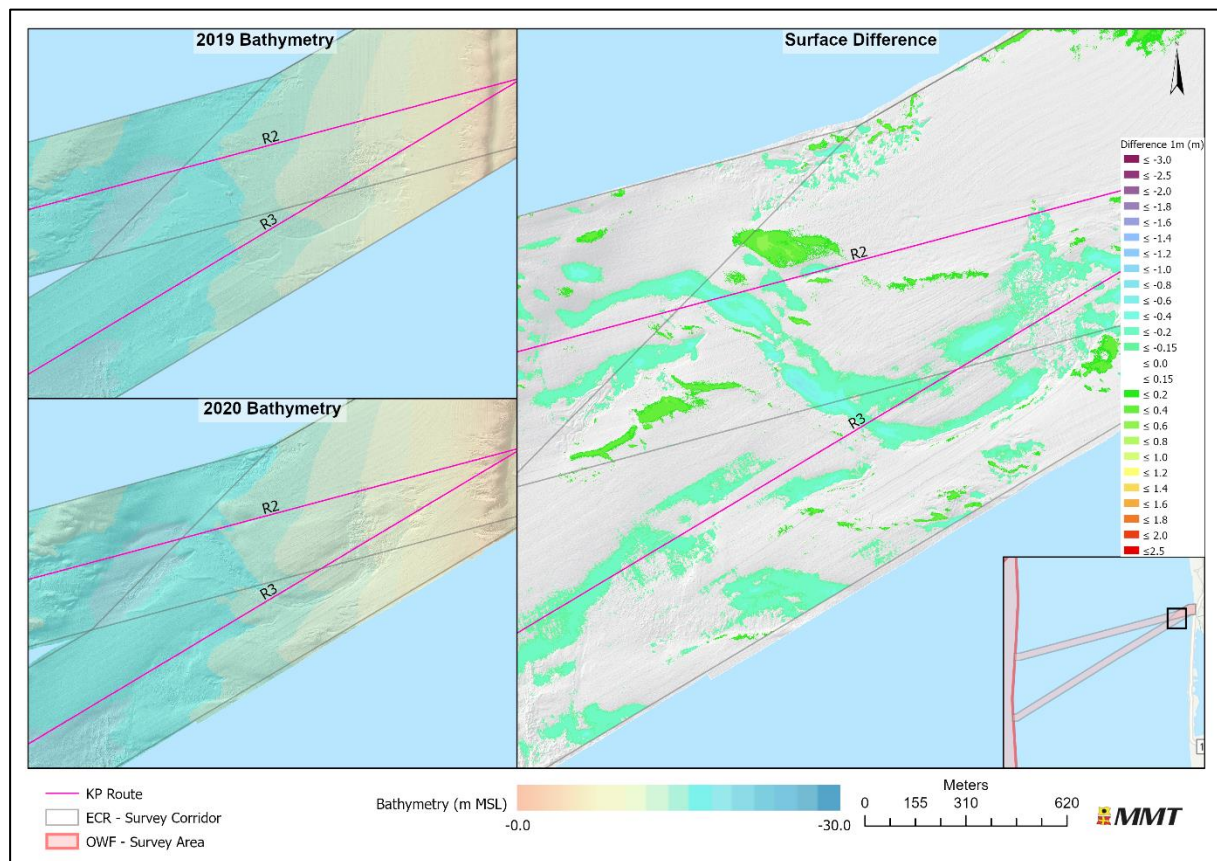 2019 Bathymetry
R2
R3
2020 Bathymetry
R2
R3
Surface Difference
R2
R3
Difference 1m (m)
≤ -3.0
≤ -2.5
≤ -2.0
≤ -1.8
≤ -1.6
≤ -1.4
≤ -1.2
≤ -1.0
≤ -0.8
≤ -0.6
≤ -0.4
≤ -0.2
≤ -0.15
≤ 0.0
≤ 0.15
≤ 0.2
≤ 0.4
≤ 0.6
≤ 0.8
≤ 1.0
≤ 1.2
≤ 1.4
≤ 1.6
≤ 1.8
≤ 2.0
≤2.5
1
KP Route
ECR - Survey Corridor
OWF - Survey Area
Bathymetry (m MSL)
-0.0
-30.0
Meters
0 155 310 620
MMT